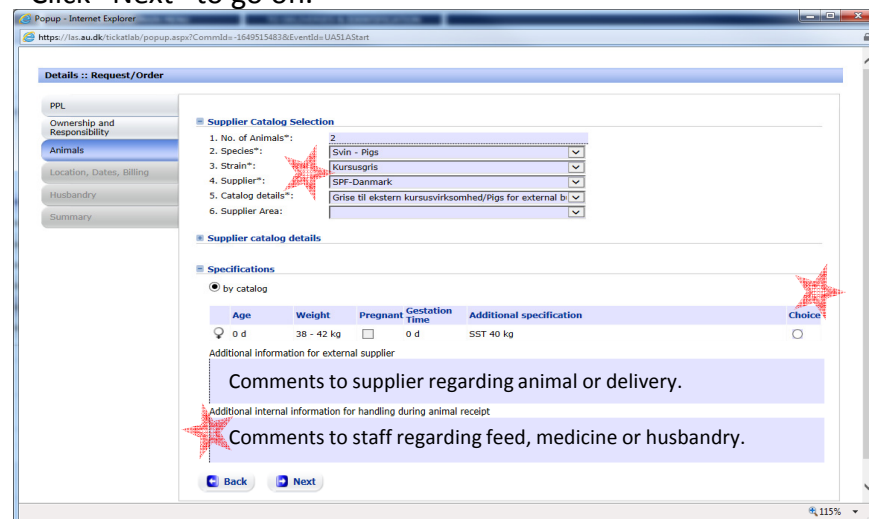 Click "Next" to go on.
Popup - Internet Explorer
https://las.au.dk/tickatlab/popup.aspx?CommId=-1649515483&EventId=UA51AStart
Details :: Request/Order
PPL
Ownership and
Responsibility
Animals
Location, Dates, Billing
Husbandry
Summary
Supplier Catalog Selection
1. No. of Animals*: 2
2. Species*: Svin - Pigs
3. Strain*: Kursusgris
4. Supplier*: SPF-Danmark
5. Catalog details*: Grise til ekstern kursusvirksomhed/Pigs for external b
6. Supplier Area:
Supplier catalog details
Specifications
by catalog
Age Weight Pregnant Gestation Time Additional specification Choice
0 d 38 - 42 kg 0 d SST 40 kg
Additional information for external supplier
Comments to supplier regarding animal or delivery.
Additional internal information for handling during animal receipt
Comments to staff regarding feed, medicine or husbandry.
Back Next
115%